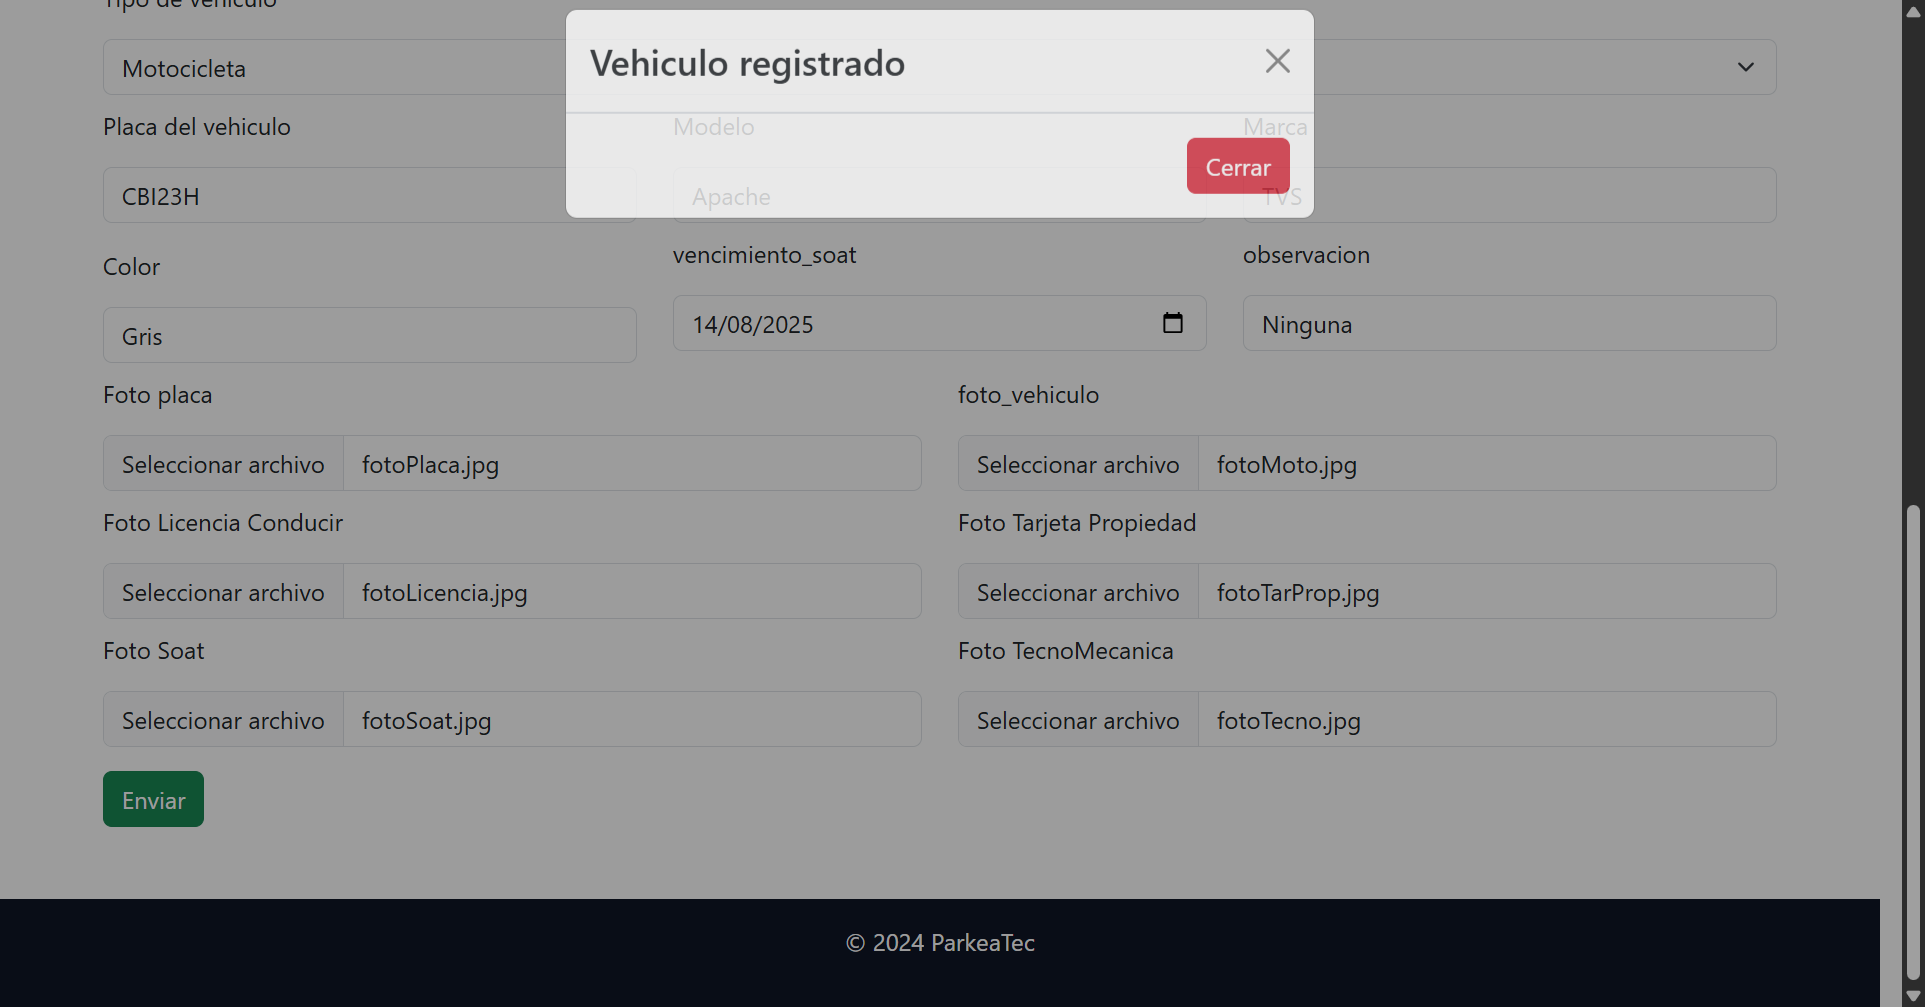 Tipo de vehiculo
Vehiculo registrado
Motocicleta
Placa del vehiculo
Modelo
Marca
Cerrar
CBI23H
Apache
TVS
Color
vencimiento_soat
observacion
Gris
14/08/2025
Ninguna
Foto placa
foto_vehiculo
Seleccionar archivo fotoPlaca.jpg
Seleccionar archivo fotoMoto.jpg
Foto Licencia Conducir
Foto Tarjeta Propiedad
Seleccionar archivo fotoLicencia.jpg
Seleccionar archivo fotoTarProp.jpg
Foto Soat
Foto TecnoMecanica
Seleccionar archivo fotoSoat.jpg
Seleccionar archivo fotoTecno.jpg
Enviar
© 2024 ParkeaTec